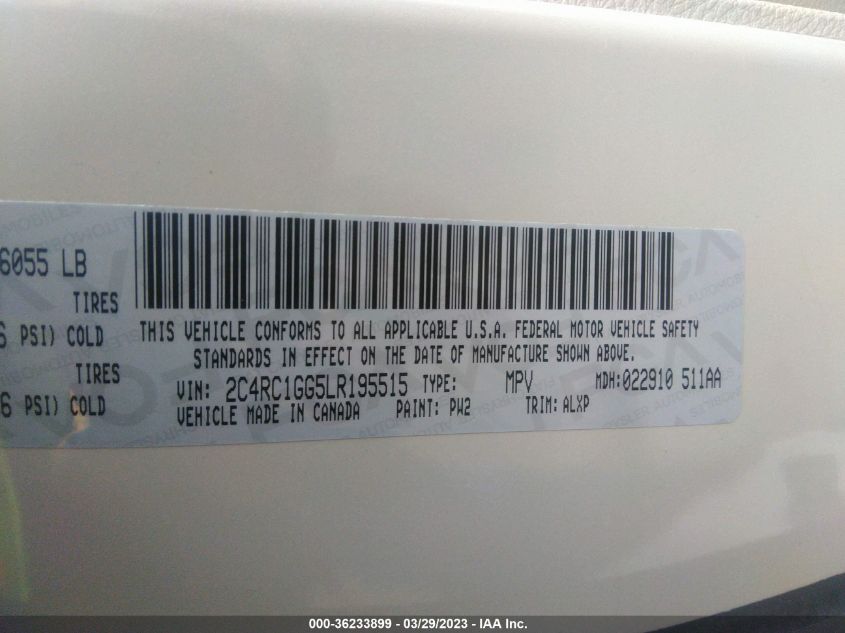 6055 LB
TIRES
6 PSI) COLD
TIRES
6 PSI) COLD
THIS VEHICLE CONFORMS TO ALL APPLICABLE U.S.A. FEDERAL MOTOR VEHICLE SAFETY
STANDARDS IN EFFECT ON THE DATE OF MANUFACTURE SHOWN ABOVE.
VIN: 2C4RC1GG5LR195515 TYPE: MPV MDH: 022910 511AA
VEHICLE MADE IN CANADA PAINT: PW2 TRIM: ALXP
000-36233899 - 03/29/2023 - IAA Inc.